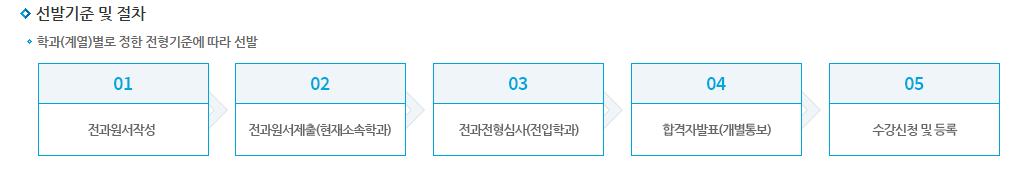 선발기준 및 절차
학과(계열)별로 정한 전형기준에 따라 선발
01
전과원서작성
02
전과원서제출(현재소속학과)
03
전과전형심사(전입학과)
04
합격자발표(개별통보)
05
수강신청 및 등록